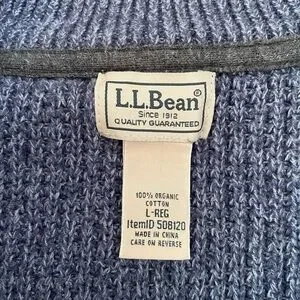 L.L.Bean®
Since 1912
QUALITY GUARANTEED
100% ORGANIC
COTTON
L-REG
ItemID 508120
MADE IN CHINA
CARE ON REVERSE